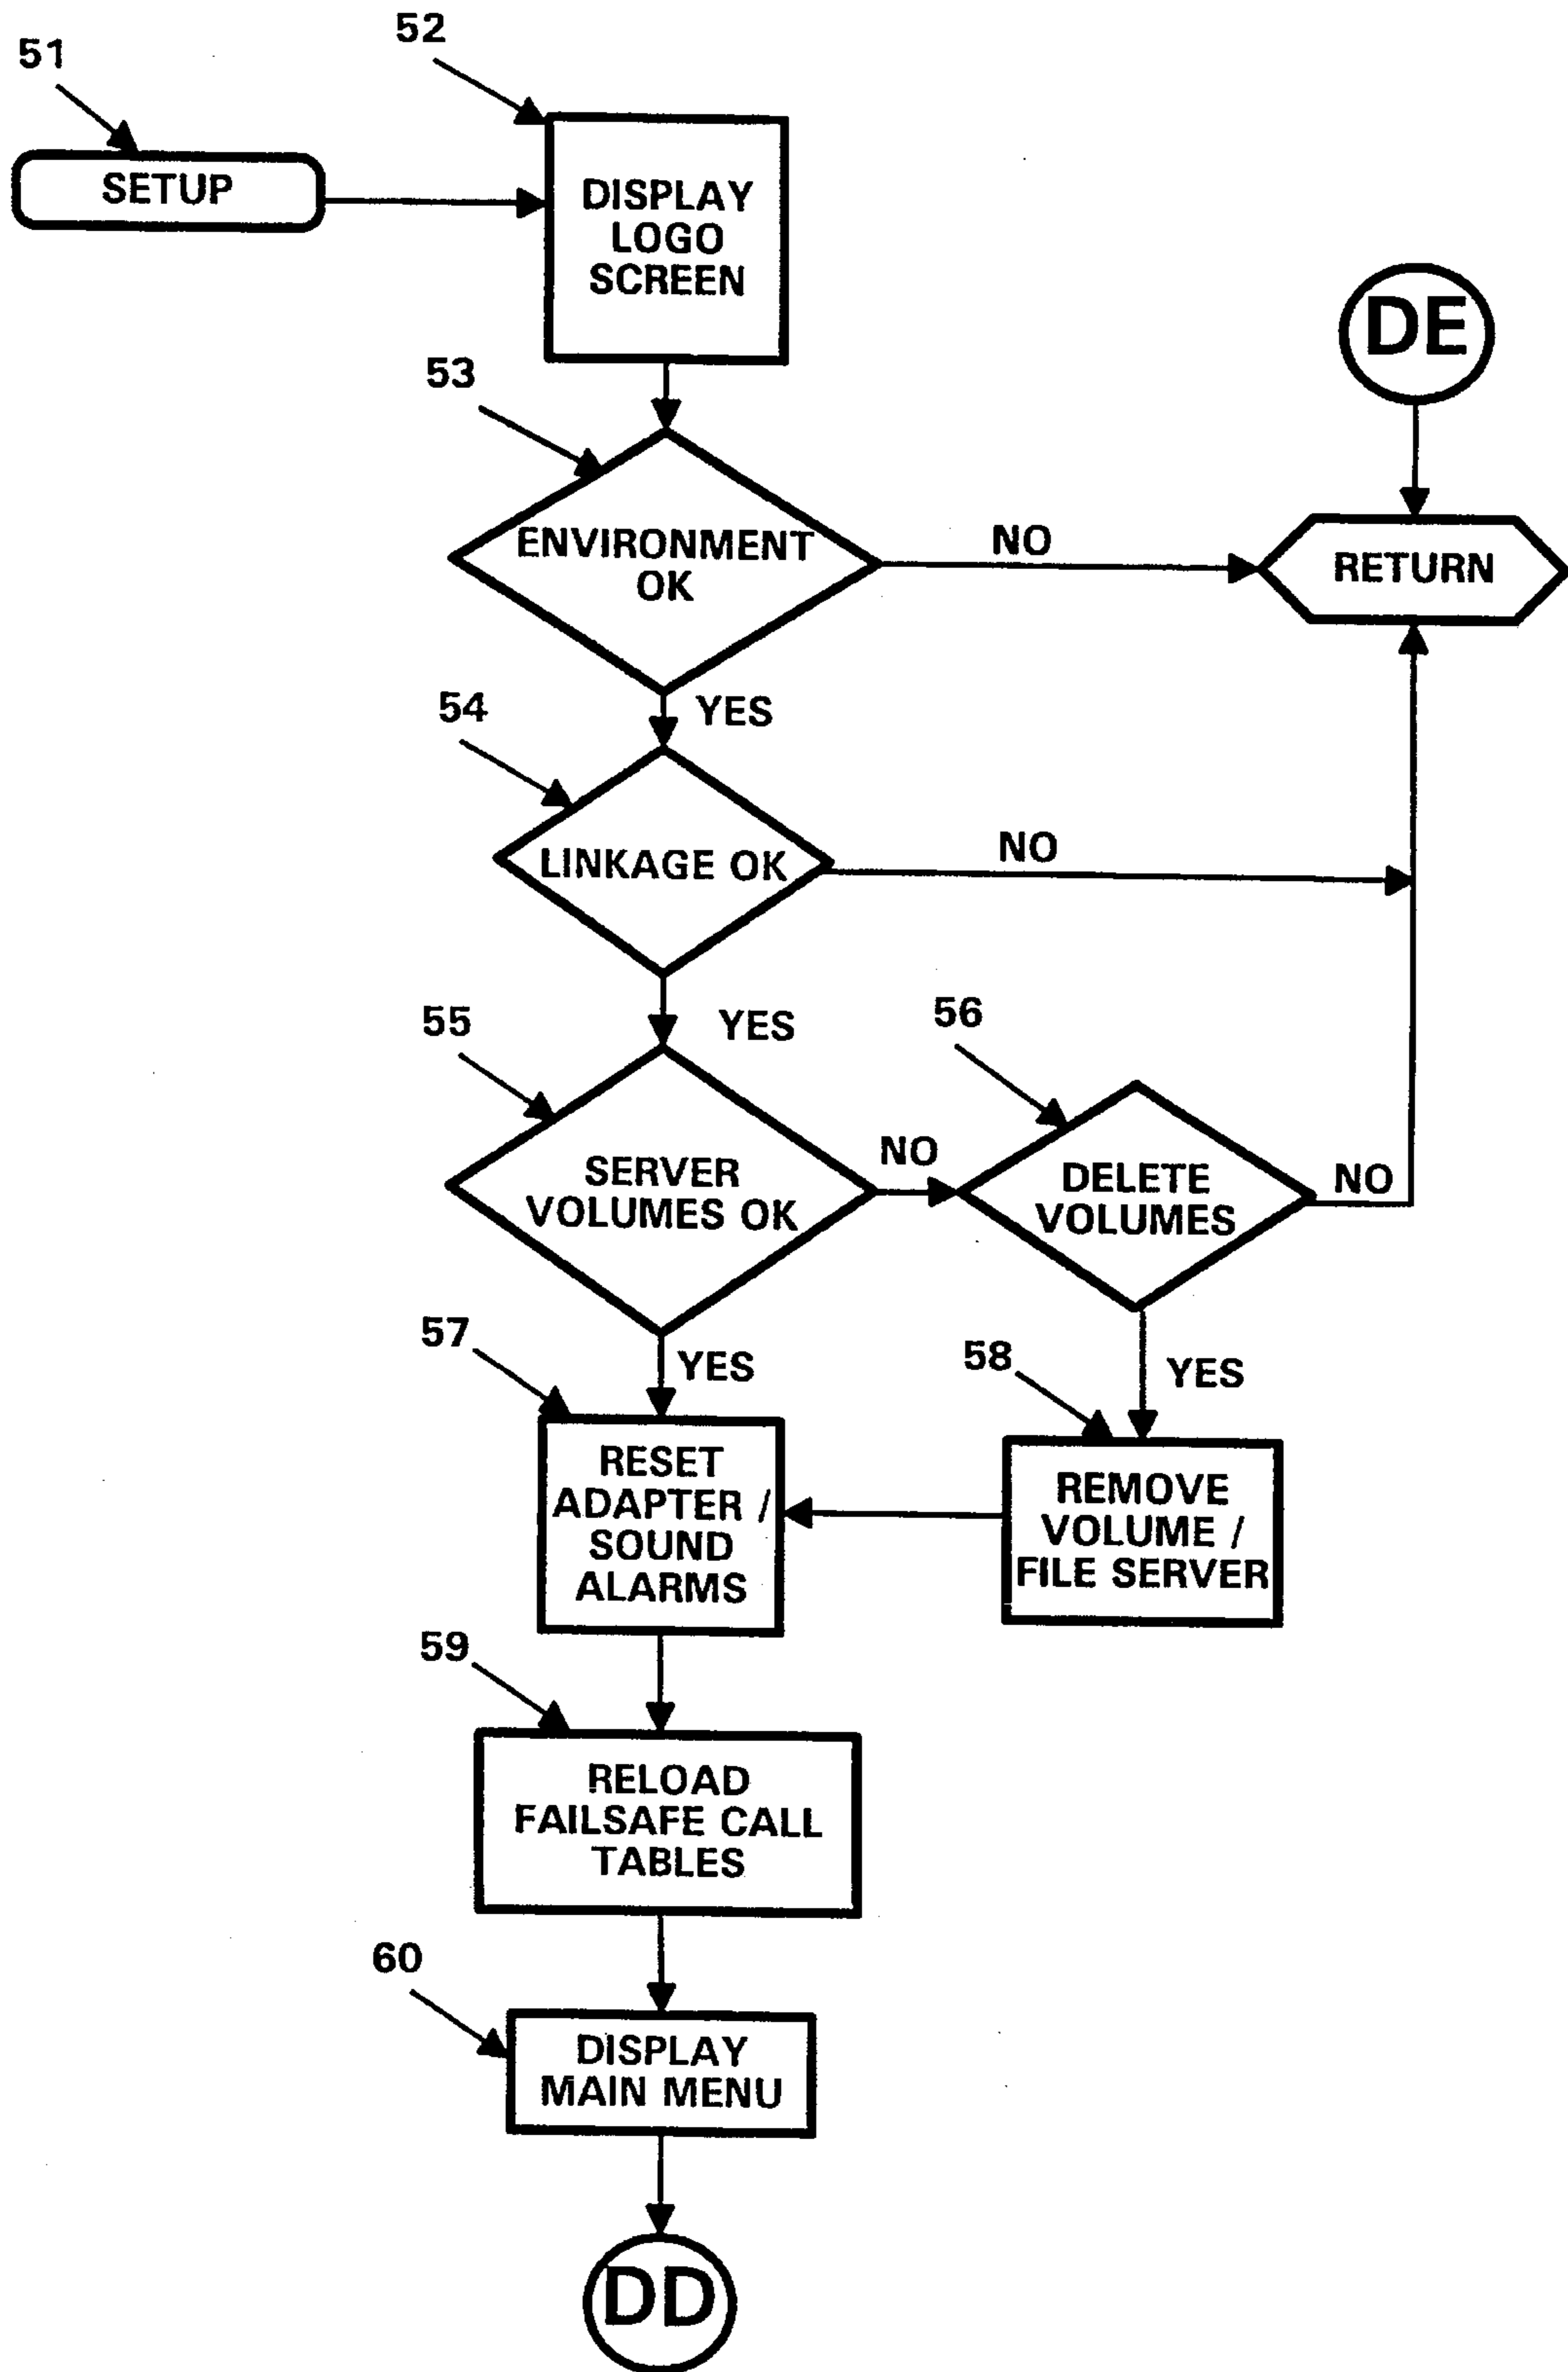 51
52
SETUP
DISPLAY
LOGO
SCREEN
DE
53
ENVIRONMENT
OK
NO
RETURN
YES
54
LINKAGE OK
NO
YES
55
56
SERVER
VOLUMES OK
NO
DELETE
VOLUMES
NO
57
YES
58
YES
RESET
ADAPTER /
SOUND
ALARMS
REMOVE
VOLUME /
FILE SERVER
59
RELOAD
FAILSAFE CALL
TABLES
60
DISPLAY
MAIN MENU
DD